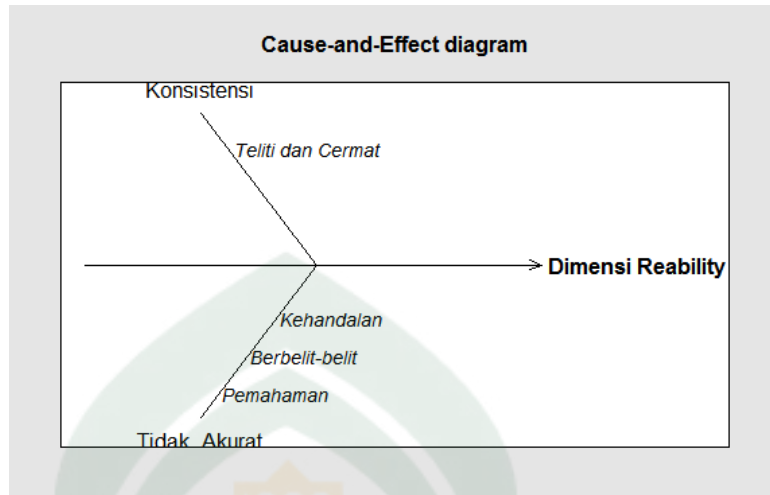 Cause-and-Effect diagram
Konsistensi
Teliti dan Cermat
Dimensi Reability
Kehandalan
Berbelit-belit
Pemahaman
Tidak Akurat